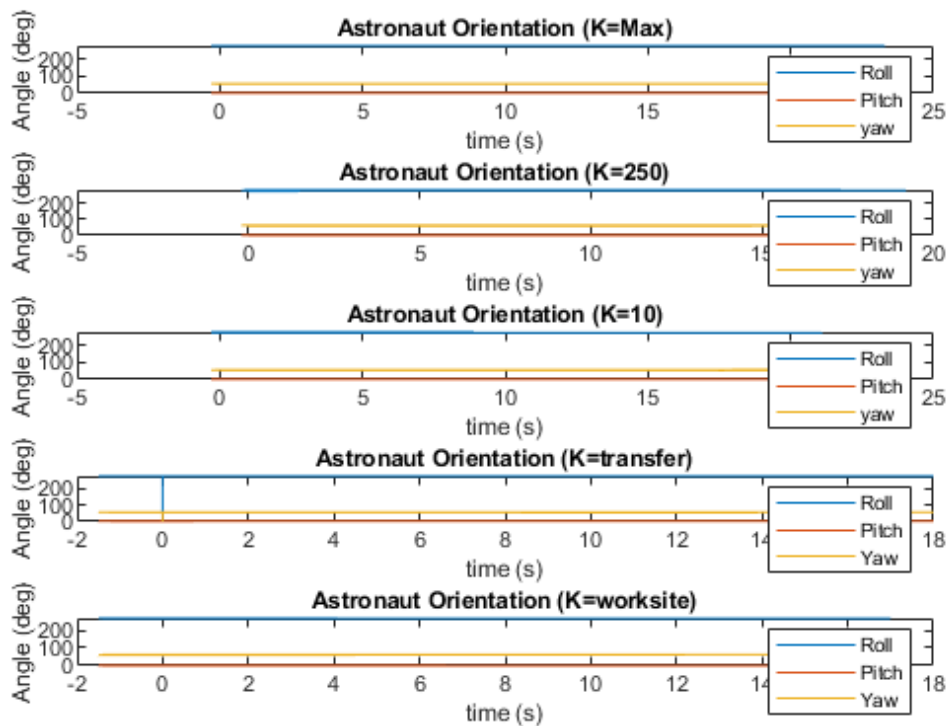 Astronaut Orientation (K=Max)
Angle (deg)
200
100
0
-5 0 5 10 15 25
time (s)
Roll
Pitch
yaw
Astronaut Orientation (K=250)
Angle (deg)
200
100
0
-5 0 5 10 15 20
time (s)
Roll
Pitch
yaw
Astronaut Orientation (K=10)
Angle (deg)
200
100
0
-5 0 5 10 15 25
time (s)
Roll
Pitch
yaw
Astronaut Orientation (K=transfer)
Angle (deg)
200
100
0
-2 0 2 4 6 8 10 12 14 18
time (s)
Roll
Pitch
Yaw
Astronaut Orientation (K=worksite)
Angle (deg)
200
100
0
-2 0 2 4 6 8 10 12 14 18
time (s)
Roll
Pitch
Yaw